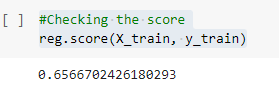 [ ] #Checking the score
reg.score(X_train, y_train)
0.6566702426180293